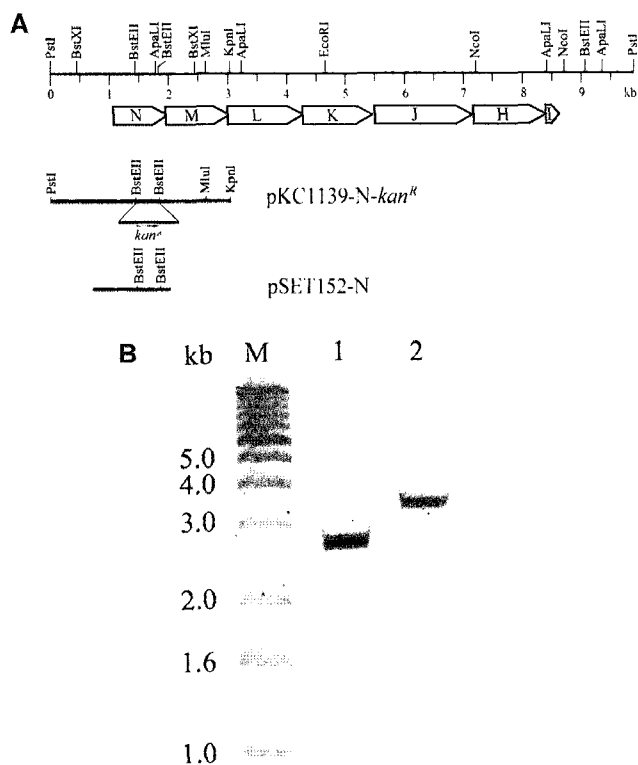 A
PstI BstXI BstEII ApaLI BstEII BstXI MluI KpnI ApaLI EcoRI NcoI ApaLI NcoI BstEII ApaLI PstI
0 1 2 3 4 5 6 7 8 9 kb
N M L K J H I
PstI BstEII BstEII MluI KpnI
pKC1139-N-kanR
kanR
BstEII BstEII
pSET152-N
B kb M 1 2
5.0
4.0
3.0
2.0
1.6
1.0